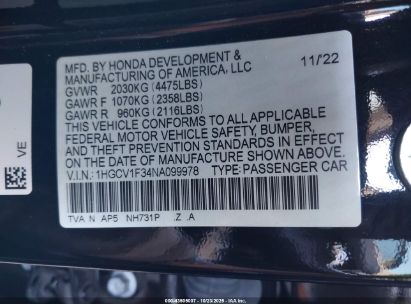 MFD. BY HONDA DEVELOPMENT & 11/22
MANUFACTURING OF AMERICA, LLC
GVWR 2030KG (4475LBS)
GAWR F 1070KG (2358LBS)
GAWR R 960KG (2116LBS)
THIS VEHICLE CONFORMS TO ALL APPLICABLE
FEDERAL MOTOR VEHICLE SAFETY, BUMPER,
AND THEFT PREVENTION STANDARDS IN EFFECT
ON THE DATE OF MANUFACTURE SHOWN ABOVE.
V.I.N.: 1HGCV1F34NA099978 TYPE: PASSENGER CAR
TVA N AP5 NH731P .Z .A
VE